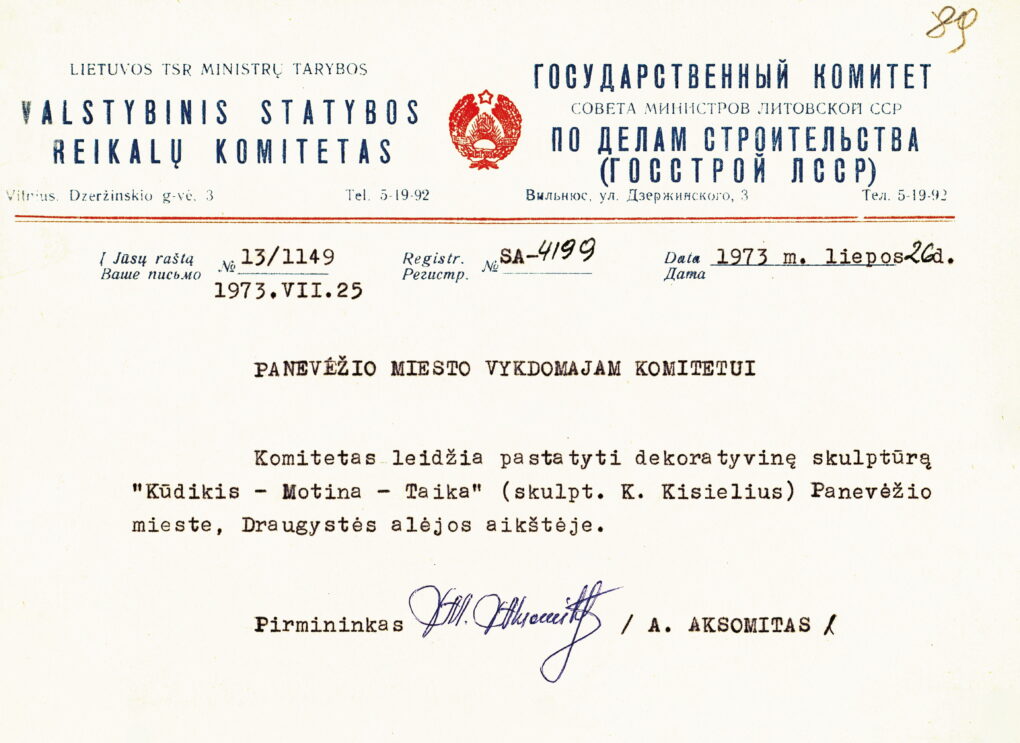 89
LIETUVOS TSR MINISTRŲ TARYBOS
VALSTYBINIS STATYBOS
REIKALŲ KOMITETAS
Vilnius. Dzeržinskio g-vė. 3 Tel. 5-19-92
ГОСУДАРСТВЕННЫЙ КОМИТЕТ
СОВЕТА МИНИСТРОВ ЛИТОВСКОЙ ССР
ПО ДЕЛАМ СТРОИТЕЛЬСТВА
(ГОССТРОЙ ЛССР)
Вильнюс, ул. Дзержинского, 3 Тел. 5-19-92
Į Jūsų raštą № 13/1149 Registr. № SA-4199 Data 1973 m. liepos 26 d.
Ваше письмо Регистр. Дата
1973.VII.25
PANEVĖŽIO MIESTO VYKDOMAJAM KOMITETUI
Komitetas leidžia pastatyti dekoratyvinę skulptūrą
"Kūdikis - Motina - Taika" (skulpt. K. Kisielius) Panevėžio
mieste, Draugystės alėjos aikštėje.
Pirmininkas / A. AKSOMITAS /